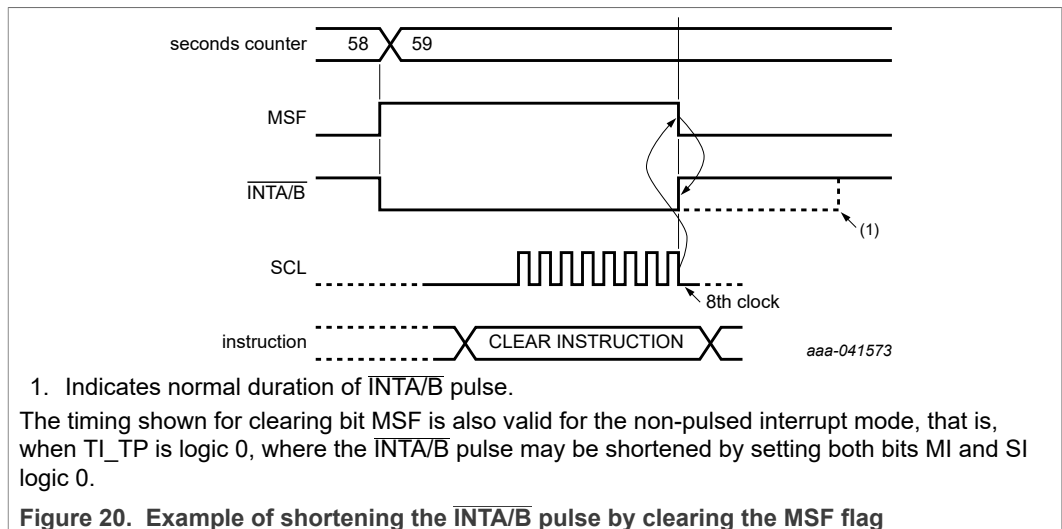 seconds counter 58 59
MSF
INTA/B
(1)
SCL
8th clock
instruction CLEAR INSTRUCTION
aaa-041573
1. Indicates normal duration of INTA/B pulse.
The timing shown for clearing bit MSF is also valid for the non-pulsed interrupt mode, that is,
when TI_TP is logic 0, where the INTA/B pulse may be shortened by setting both bits MI and SI
logic 0.
Figure 20. Example of shortening the INTA/B pulse by clearing the MSF flag